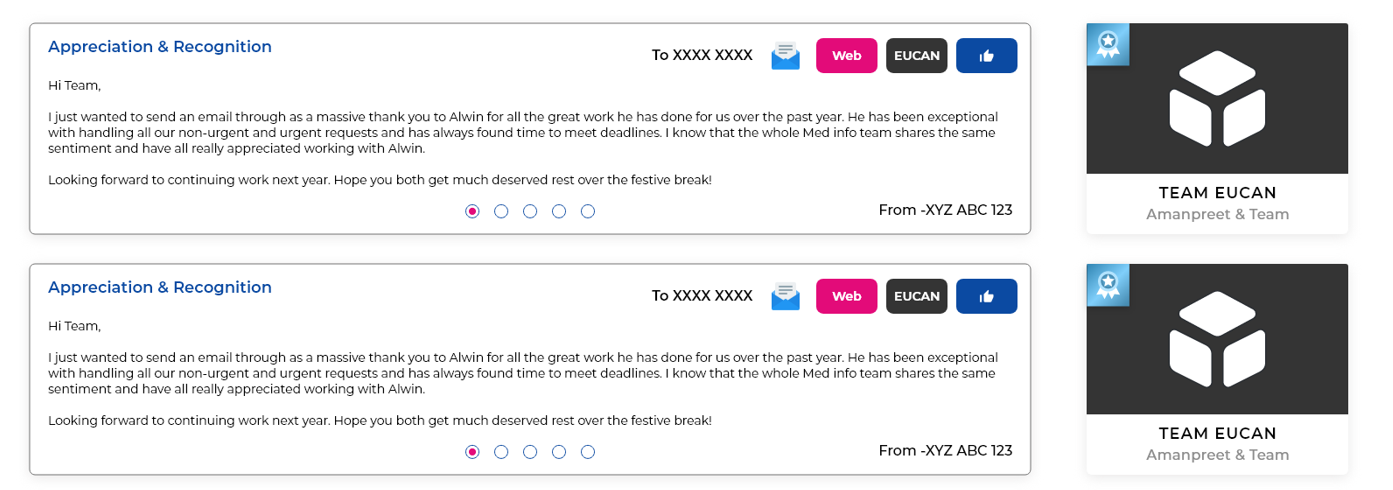 Appreciation & Recognition
To XXXX XXXX
Web
EUCAN
Hi Team,
I just wanted to send an email through as a massive thank you to Alwin for all the great work he has done for us over the past year. He has been exceptional
with handling all our non-urgent and urgent requests and has always found time to meet deadlines. I know that the whole Med info team shares the same
sentiment and have all really appreciated working with Alwin.
Looking forward to continuing work next year. Hope you both get much deserved rest over the festive break!
From -XYZ ABC 123
TEAM EUCAN
Amanpreet & Team
Appreciation & Recognition
To XXXX XXXX
Web
EUCAN
Hi Team,
I just wanted to send an email through as a massive thank you to Alwin for all the great work he has done for us over the past year. He has been exceptional
with handling all our non-urgent and urgent requests and has always found time to meet deadlines. I know that the whole Med info team shares the same
sentiment and have all really appreciated working with Alwin.
Looking forward to continuing work next year. Hope you both get much deserved rest over the festive break!
From -XYZ ABC 123
TEAM EUCAN
Amanpreet & Team